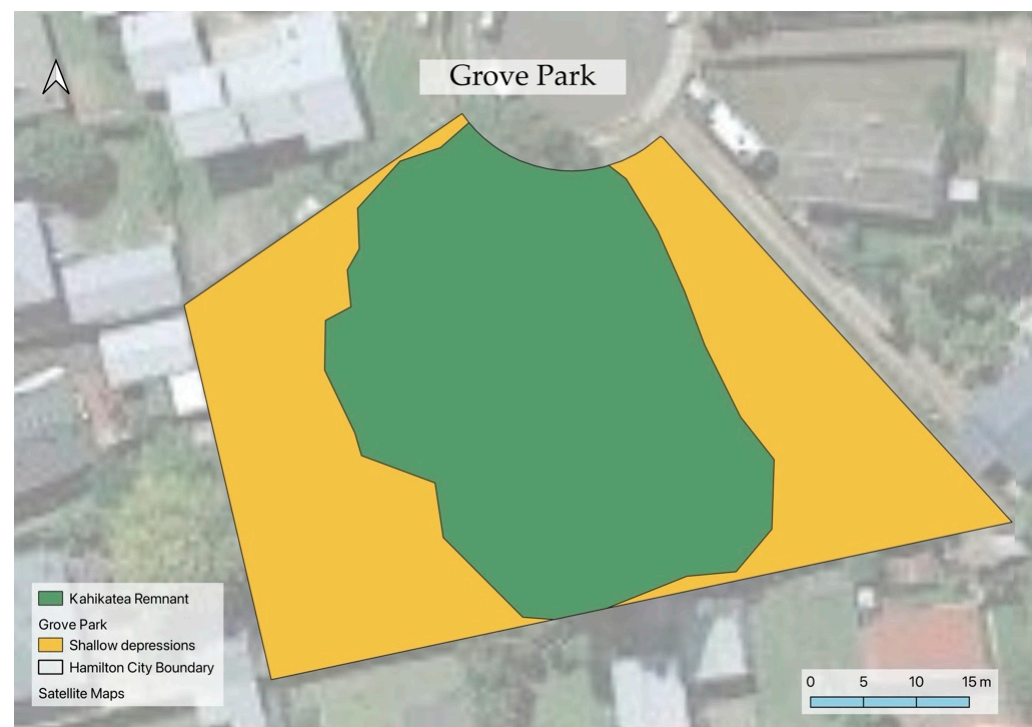 Grove Park
Kahikatea Remnant
Grove Park
Shallow depressions
Hamilton City Boundary
Satellite Maps
0 5 10 15 m